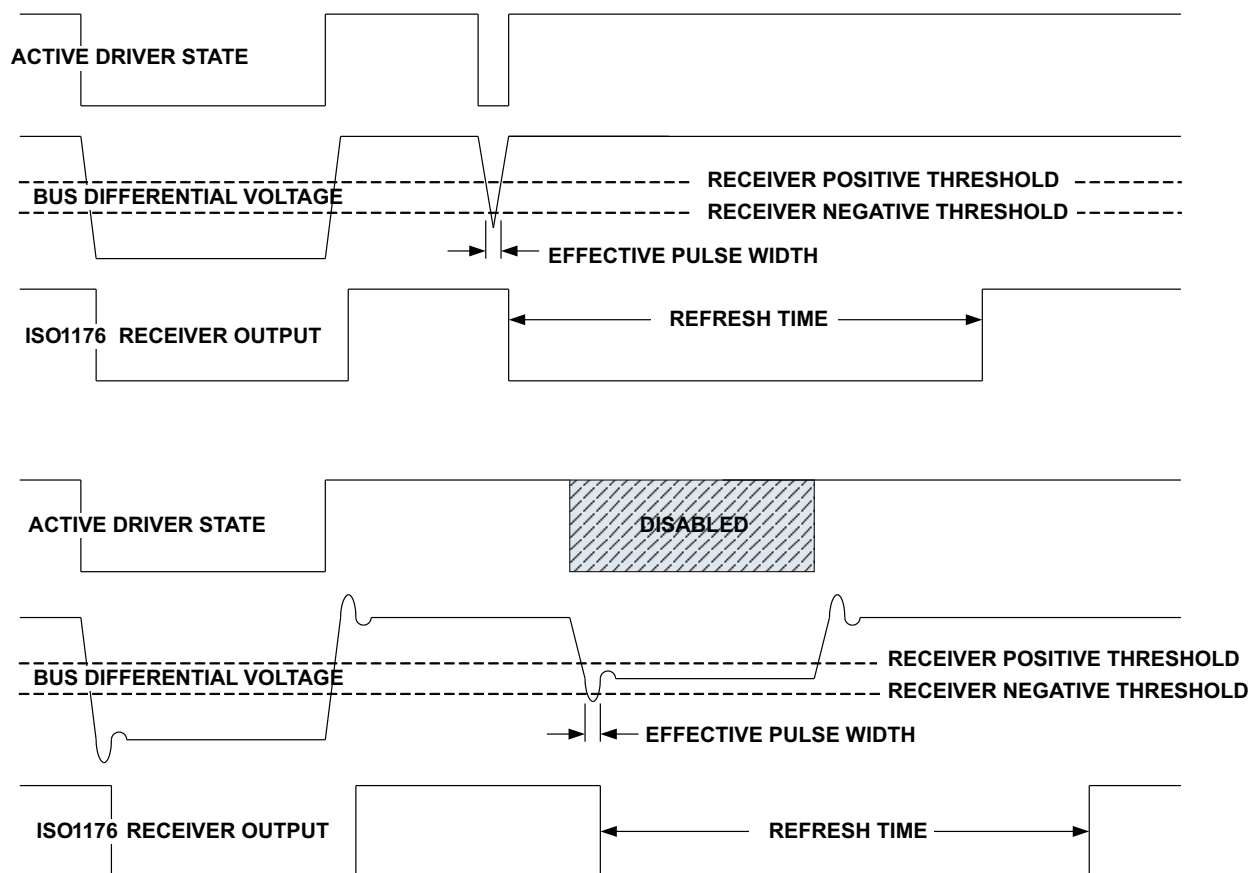 ACTIVE DRIVER STATE
BUS DIFFERENTIAL VOLTAGE
RECEIVER POSITIVE THRESHOLD
RECEIVER NEGATIVE THRESHOLD
EFFECTIVE PULSE WIDTH
ISO1176 RECEIVER OUTPUT
REFRESH TIME
ACTIVE DRIVER STATE
DISABLED
BUS DIFFERENTIAL VOLTAGE
RECEIVER POSITIVE THRESHOLD
RECEIVER NEGATIVE THRESHOLD
EFFECTIVE PULSE WIDTH
ISO1176 RECEIVER OUTPUT
REFRESH TIME